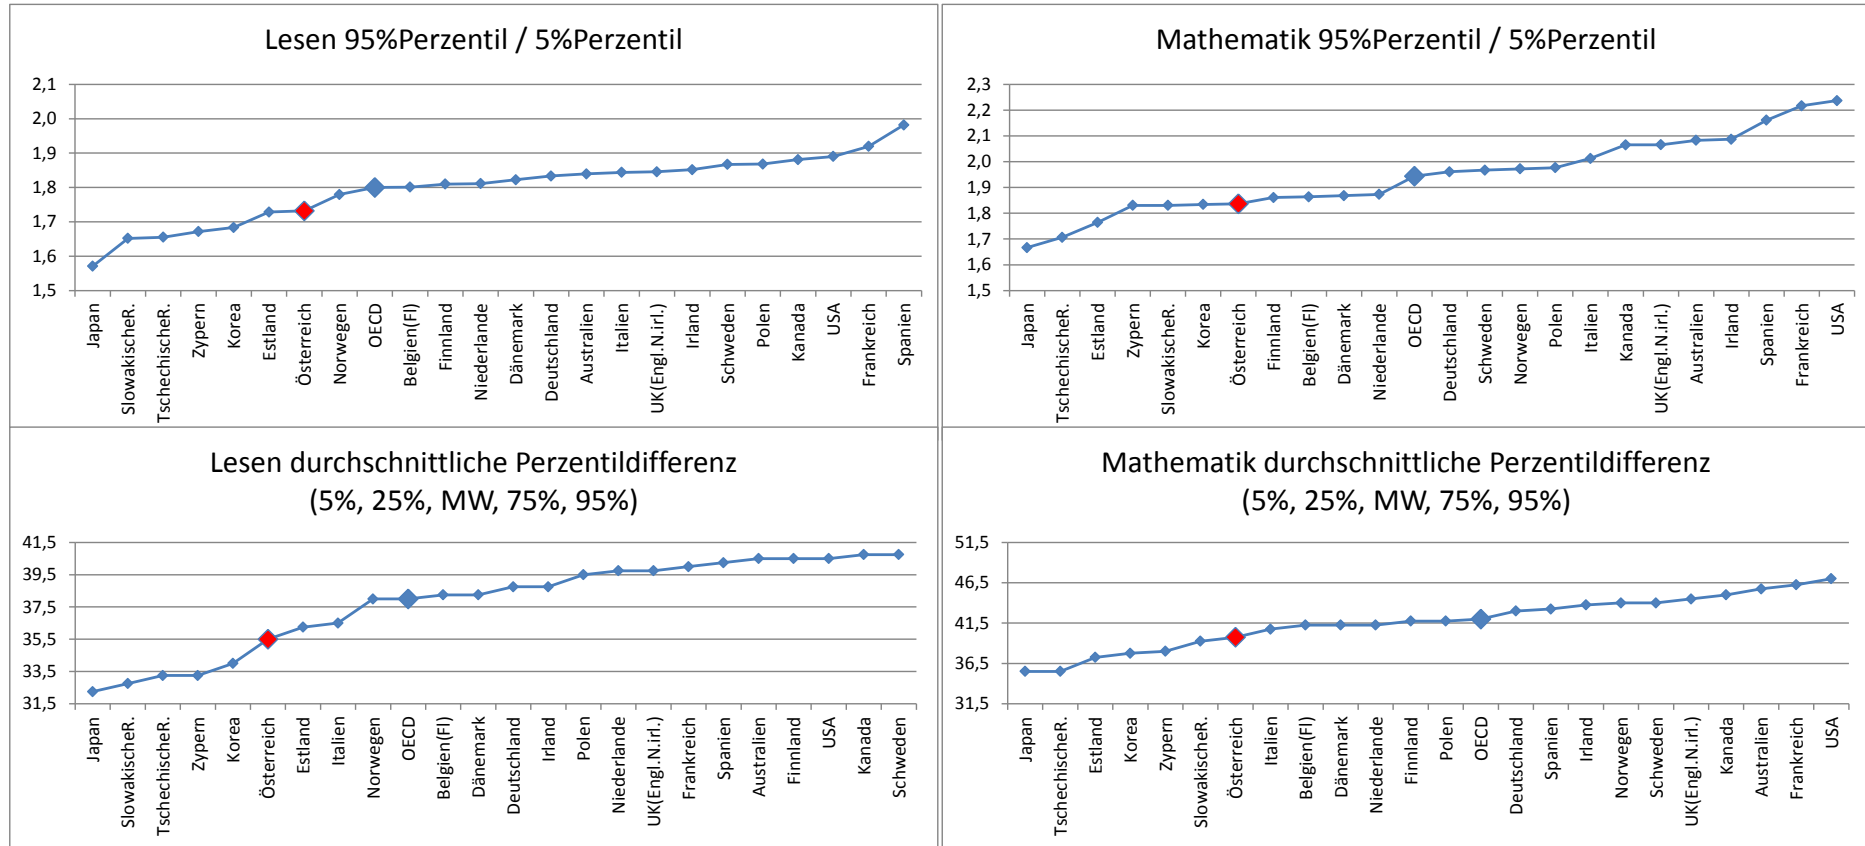 Lesen 95%Perzentil / 5%Perzentil
2,1
2,0
1,9
1,8
1,7
1,6
1,5
Japan
SlowakischeR.
TschechischeR.
Zypern
Korea
Estland
Österreich
Norwegen
OECD
Belgien(Fl)
Finnland
Niederlande
Dänemark
Deutschland
Australien
Italien
UK(Engl.N.irl.)
Irland
Schweden
Polen
Kanada
USA
Frankreich
Spanien
Mathematik 95%Perzentil / 5%Perzentil
2,3
2,2
2,1
2,0
1,9
1,8
1,7
1,6
1,5
Japan
TschechischeR.
Estland
Zypern
SlowakischeR.
Korea
Österreich
Finnland
Belgien(Fl)
Dänemark
Niederlande
OECD
Deutschland
Schweden
Norwegen
Polen
Italien
Kanada
UK(Engl.N.irl.)
Australien
Irland
Spanien
Frankreich
USA
Lesen durchschnittliche Perzentildifferenz
(5%, 25%, MW, 75%, 95%)
41,5
39,5
37,5
35,5
33,5
31,5
Japan
SlowakischeR.
TschechischeR.
Zypern
Korea
Österreich
Estland
Italien
Norwegen
OECD
Belgien(Fl)
Dänemark
Deutschland
Irland
Polen
Niederlande
UK(Engl.N.irl.)
Frankreich
Spanien
Australien
Finnland
USA
Kanada
Schweden
Mathematik durchschnittliche Perzentildifferenz
(5%, 25%, MW, 75%, 95%)
51,5
46,5
41,5
36,5
31,5
Japan
TschechischeR.
Estland
Korea
Zypern
SlowakischeR.
Österreich
Italien
Belgien(Fl)
Dänemark
Niederlande
Finnland
Polen
OECD
Deutschland
Spanien
Irland
Norwegen
Schweden
UK(Engl.N.irl.)
Kanada
Australien
Frankreich
USA